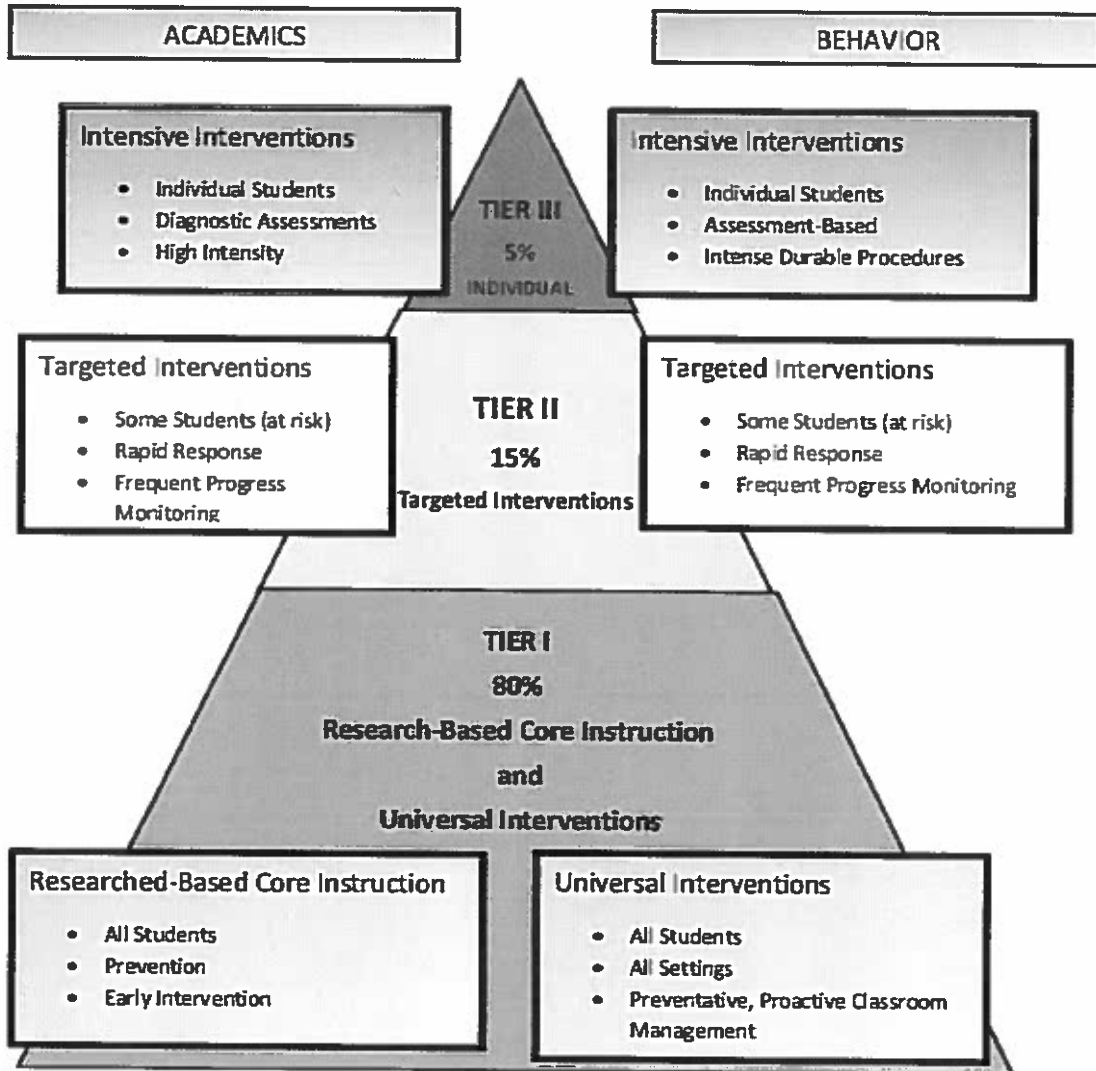 ACADEMICS
BEHAVIOR
Intensive Interventions
• Individual Students
• Diagnostic Assessments
• High Intensity
TIER III
5%
INDIVIDUAL
Intensive Interventions
• Individual Students
• Assessment-Based
• Intense Durable Procedures
Targeted Interventions
• Some Students (at risk)
• Rapid Response
• Frequent Progress
Monitoring
TIER II
15%
Targeted Interventions
Targeted Interventions
• Some Students (at risk)
• Rapid Response
• Frequent Progress Monitoring
TIER I
80%
Research-Based Core Instruction
and
Universal Interventions
Researched-Based Core Instruction
• All Students
• Prevention
• Early Intervention
Universal Interventions
• All Students
• All Settings
• Preventative, Proactive Classroom
Management